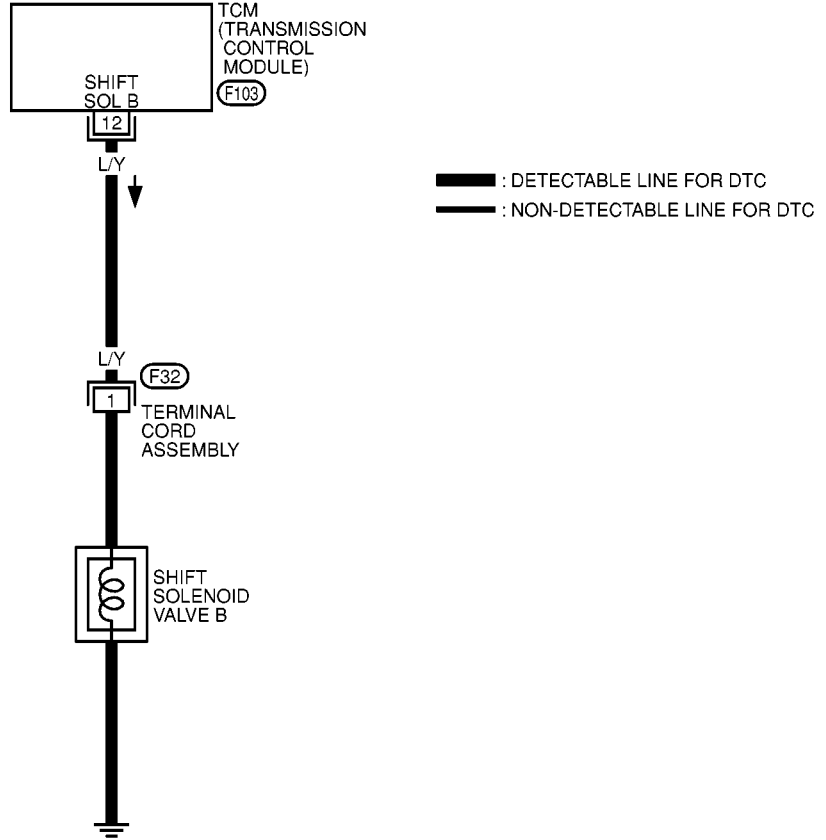 TCM
(TRANSMISSION
CONTROL
MODULE)
F103
SHIFT
SOL B
12
L/Y
: DETECTABLE LINE FOR DTC
: NON-DETECTABLE LINE FOR DTC
L/Y
F32
1
TERMINAL
CORD
ASSEMBLY
SHIFT
SOLENOID
VALVE B